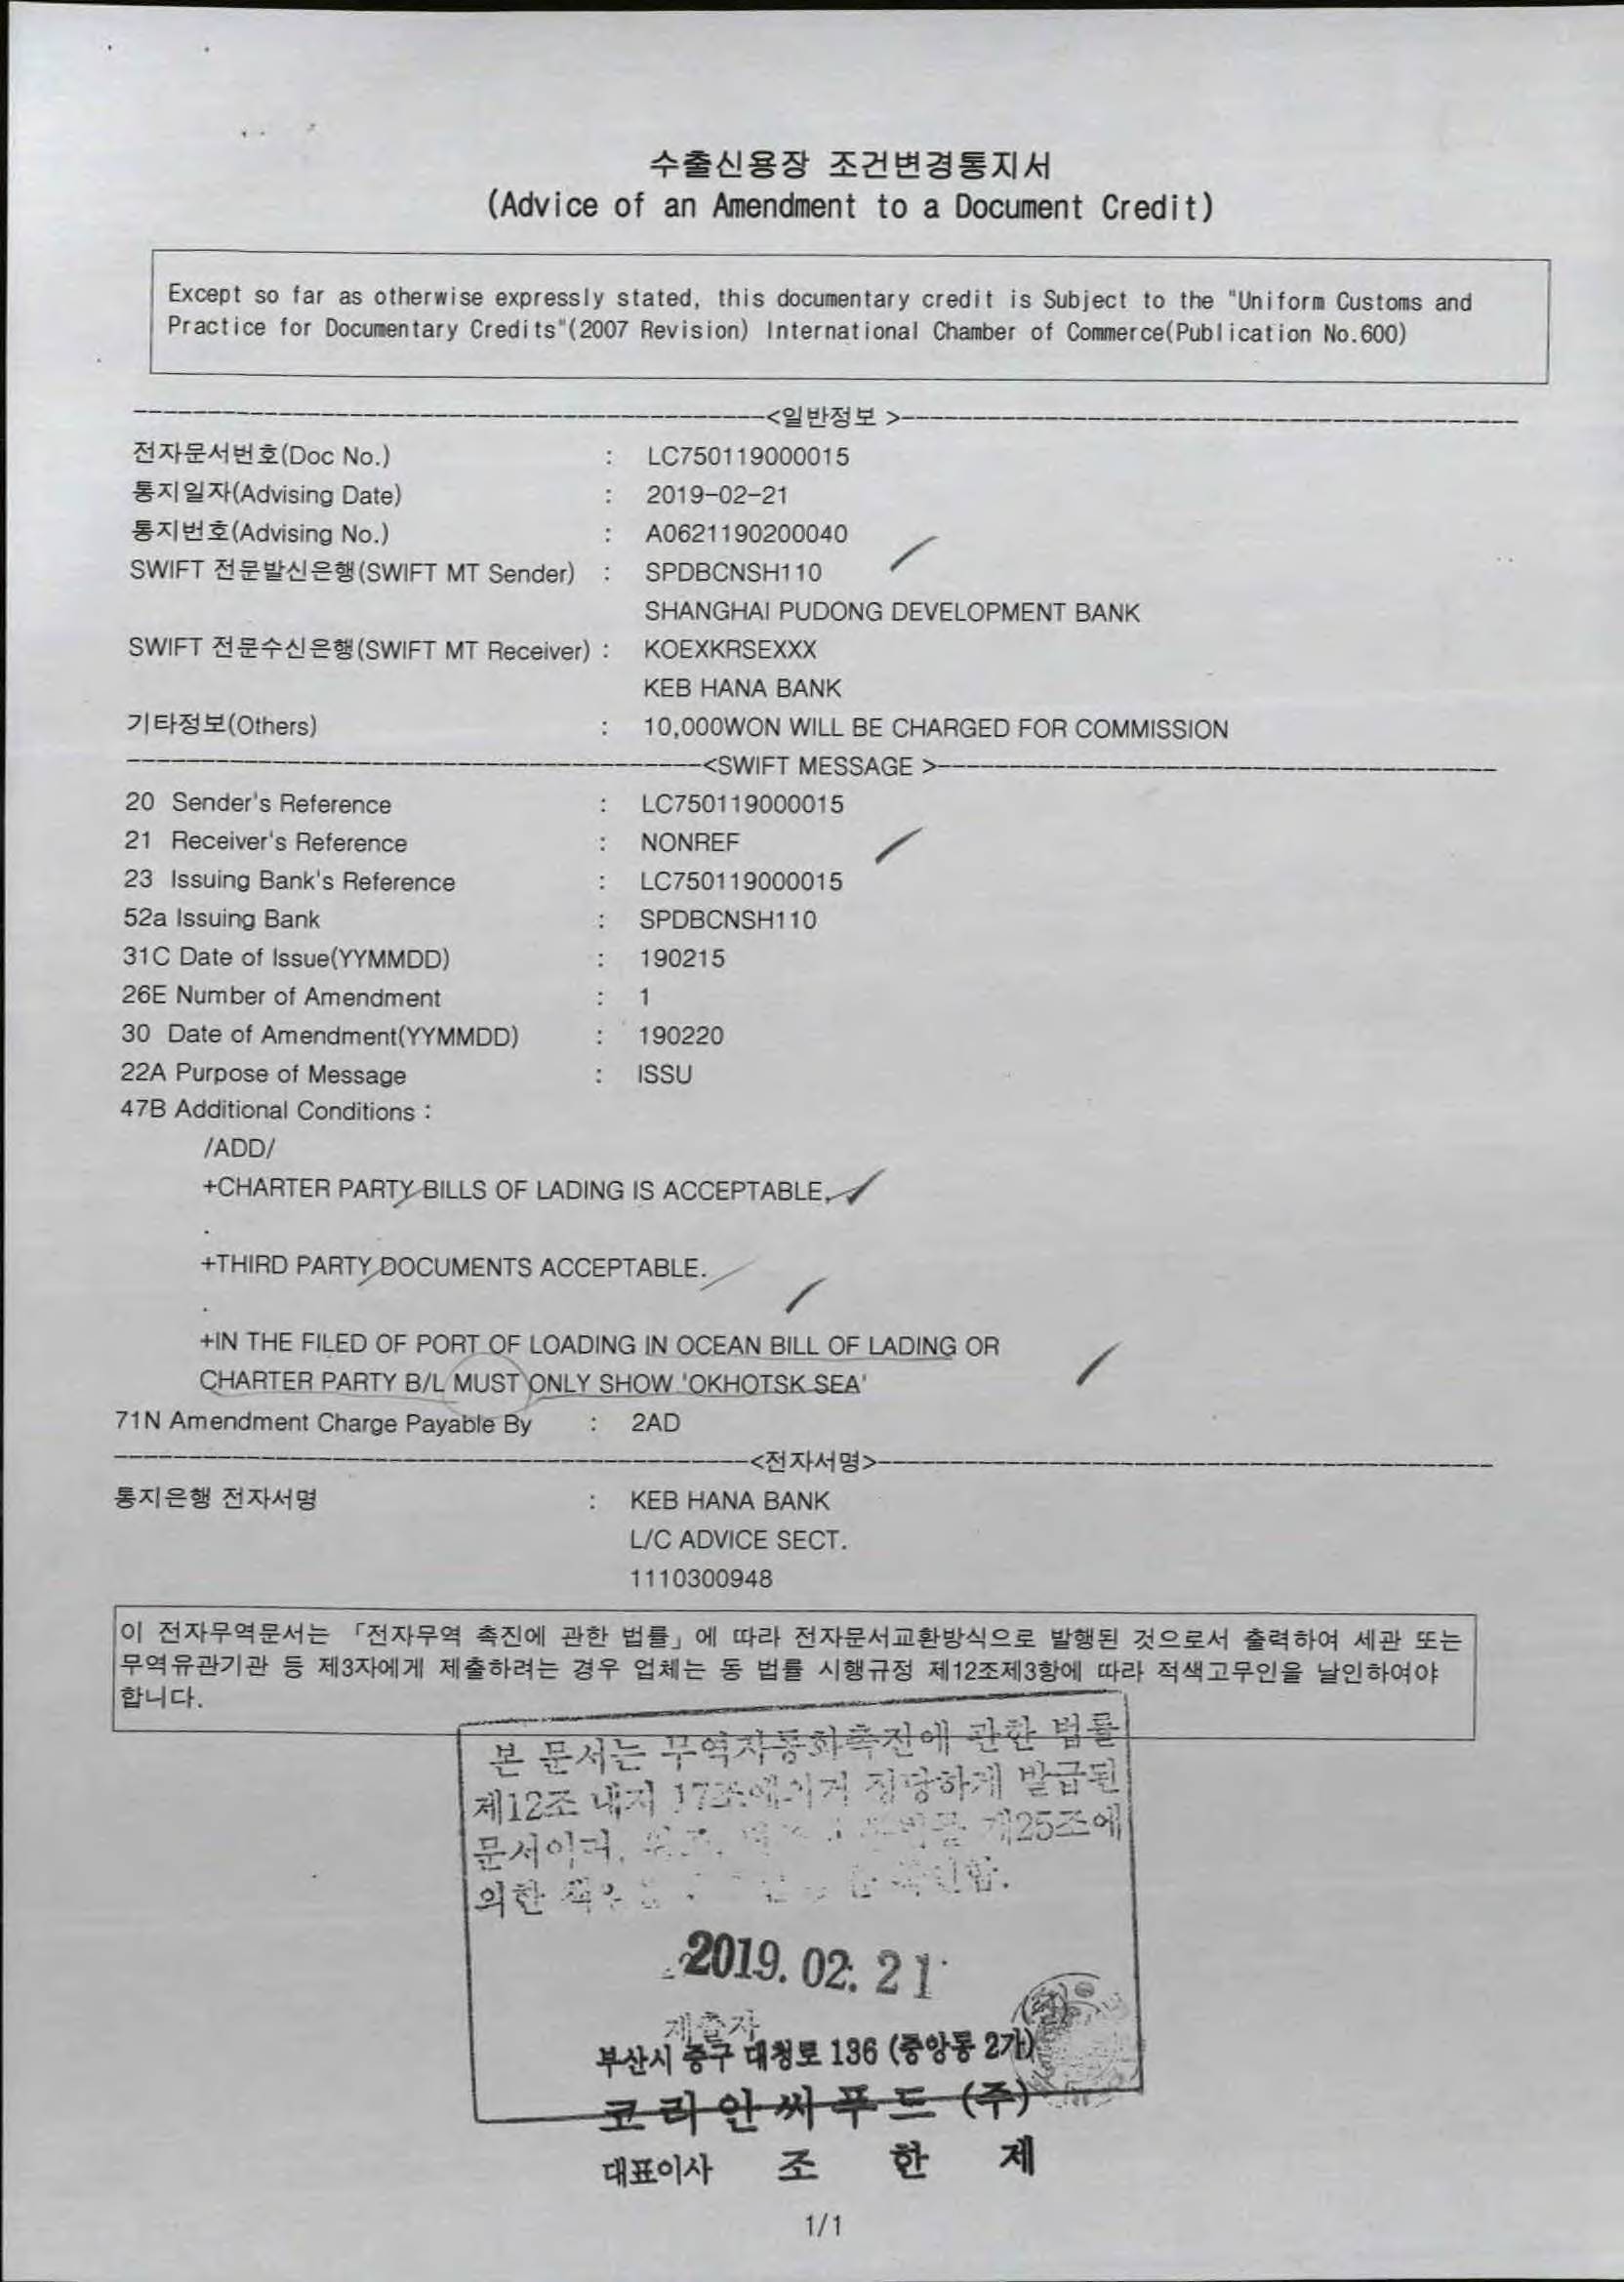 수출신용장 조건변경통지서
(Advice of an Amendment to a Document Credit)
Except so far as otherwise expressly stated, this documentary credit is Subject to the "Uniform Customs and
Practice for Documentary Credits"(2007 Revision) International Chamber of Commerce(Publication No.600)
<일반정보 >
전자문서번호(Doc No.) : LC750119000015
통지일자(Advising Date) : 2019-02-21
통지번호(Advising No.) : A0621190200040
SWIFT 전문발신은행(SWIFT MT Sender) : SPDBCNSH110
SHANGHAI PUDONG DEVELOPMENT BANK
SWIFT 전문수신은행(SWIFT MT Receiver) : KOEXKRSEXXX
KEB HANA BANK
기타정보(Others) : 10,000WON WILL BE CHARGED FOR COMMISSION
<SWIFT MESSAGE >
20 Sender's Reference : LC750119000015
21 Receiver's Reference : NONREF
23 Issuing Bank's Reference : LC750119000015
52a Issuing Bank : SPDBCNSH110
31C Date of Issue(YYMMDD) : 190215
26E Number of Amendment : 1
30 Date of Amendment(YYMMDD) : 190220
22A Purpose of Message : ISSU
47B Additional Conditions :
/ADD/
+CHARTER PARTY BILLS OF LADING IS ACCEPTABLE.
.
+THIRD PARTY DOCUMENTS ACCEPTABLE.
.
+IN THE FILED OF PORT OF LOADING IN OCEAN BILL OF LADING OR
CHARTER PARTY B/L MUST ONLY SHOW 'OKHOTSK SEA'
71N Amendment Charge Payable By : 2AD
<전자서명>
통지은행 전자서명 : KEB HANA BANK
L/C ADVICE SECT.
1110300948
이 전자무역문서는 「전자무역 촉진에 관한 법률」에 따라 전자문서교환방식으로 발행된 것으로서 출력하여 세관 또는
무역유관기관 등 제3자에게 제출하려는 경우 업체는 동 법률 시행규정 제12조제3항에 따라 적색고무인을 날인하여야
합니다.
본 문서는 무역자동화촉진에 관한 법률
제12조 내지 17조에의거 정당하게 발급된
문서이며, 제25조에
의한
2019. 02. 21
제출자
부산시 중구 대청로 136 (중앙동 2가)
코리안씨푸드 (주)
대표이사 조 한 제
1/1